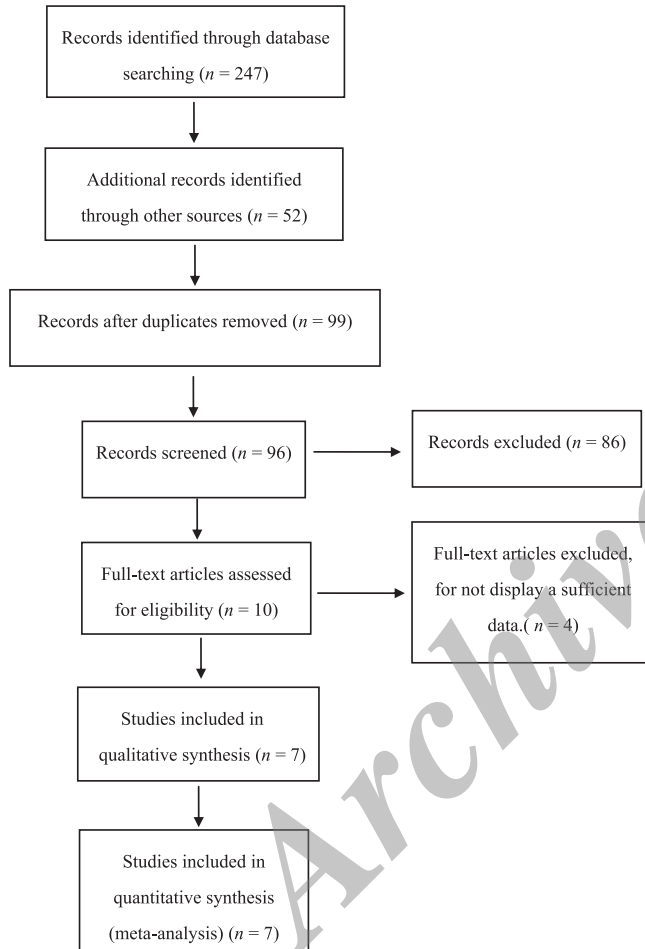 Records identified through database
searching (n = 247)
Additional records identified
through other sources (n = 52)
Records after duplicates removed (n = 99)
Records screened (n = 96)
Records excluded (n = 86)
Full-text articles assessed
for eligibility (n = 10)
Full-text articles excluded,
for not display a sufficient
data.( n = 4)
Studies included in
qualitative synthesis (n = 7)
Studies included in
quantitative synthesis
(meta-analysis) (n = 7)